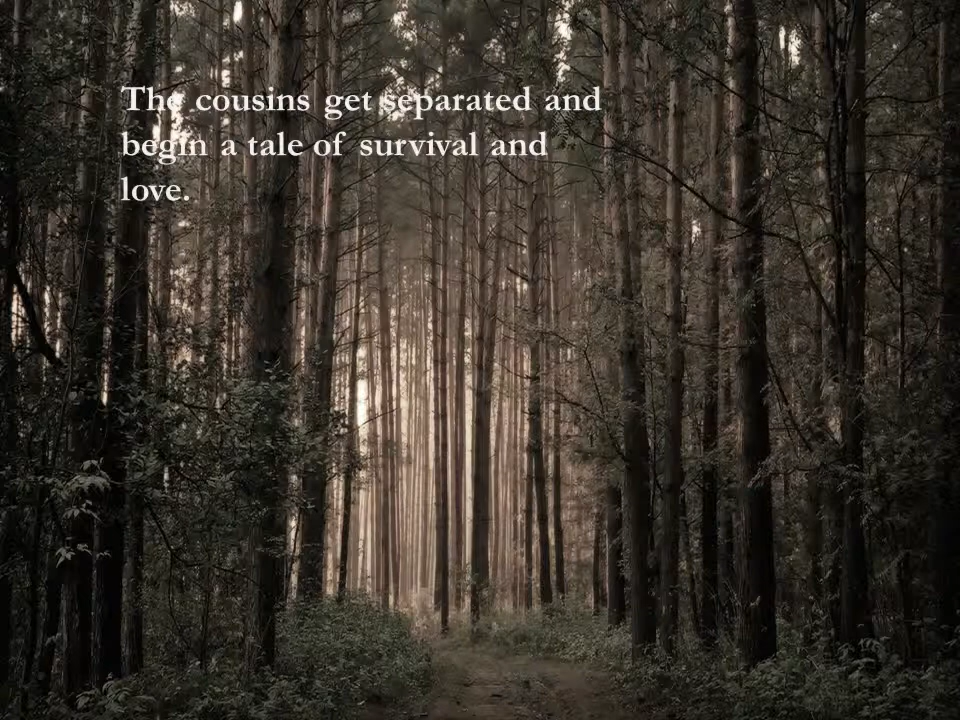 The cousins get separated and
begin a tale of survival and
love.